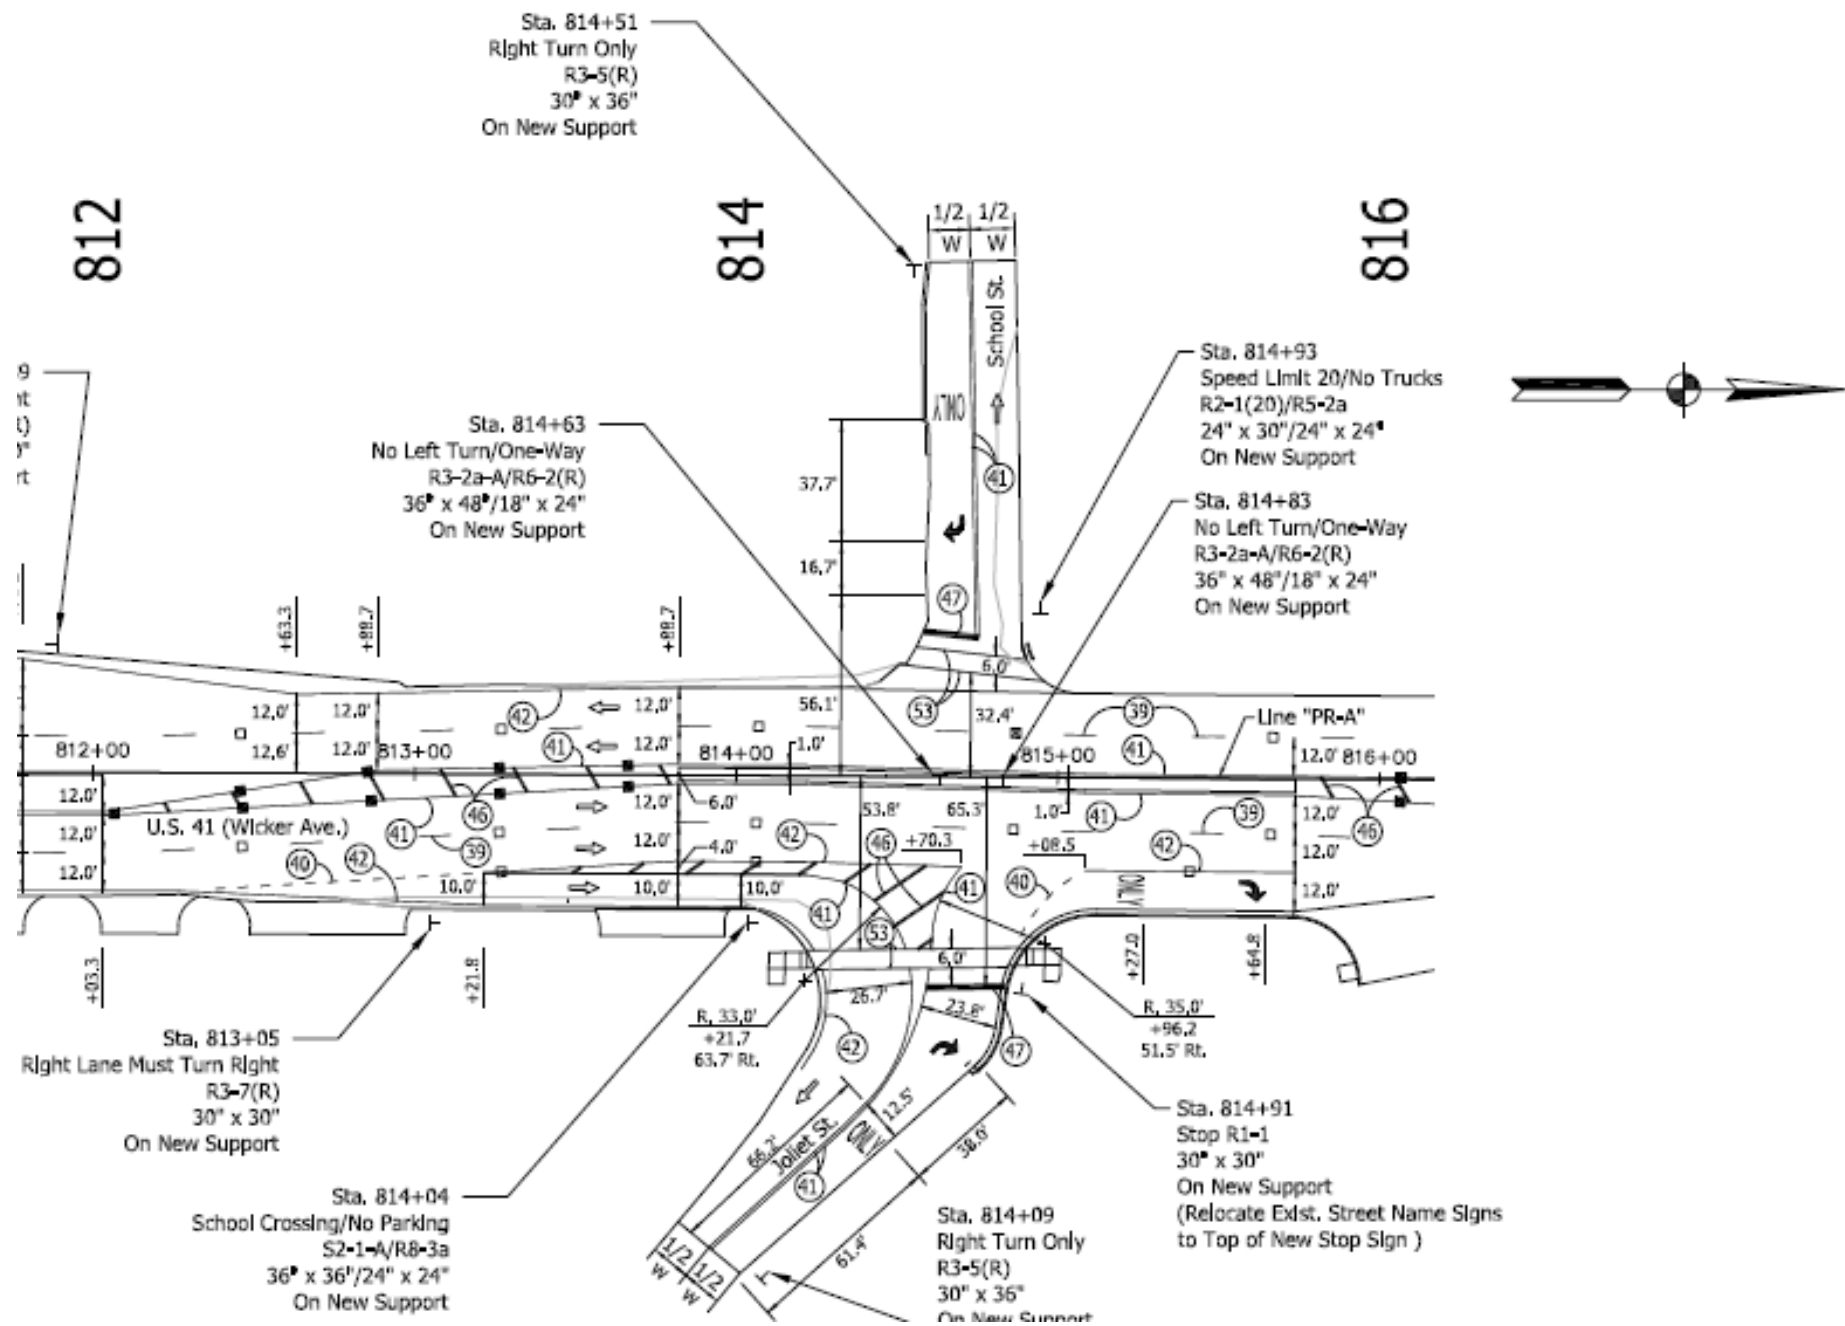 Sta. 814+51
Right Turn Only
R3-5(R)
30" x 36"
On New Support
812
814
816
1/2
1/2
W
W
School St.
ONLY
41
47
Sta. 814+93
Speed Limit 20/No Trucks
R2-1(20)/R5-2a
24" x 30"/24" x 24"
On New Support
Sta. 814+63
No Left Turn/One-Way
R3-2a-A/R6-2(R)
36" x 48"/18" x 24"
On New Support
Sta. 814+83
No Left Turn/One-Way
R3-2a-A/R6-2(R)
36" x 48"/18" x 24"
On New Support
37.7'
16.7'
+63.3
+88.7
+88.7
6.0'
12.0'
12.0'
42
12.0'
56.1'
53
32.4'
39
Line "PR-A"
812+00
12.6'
12.0'
813+00
41
12.0'
814+00
1.0'
815+00
41
12.0'
816+00
12.0'
12.0'
6.0'
53.8'
65.3'
1.0'
12.0'
U.S. 41 (Wicker Ave.)
41
46
39
12.0'
42
46
+70.3
+08.5
41
39
42
46
12.0'
12.0'
12.0'
40
42
4.0'
10.0'
10.0'
10.0'
41
41
40
ONLY
12.0'
53
6.0'
+03.3
+21.8
+27.0
+64.8
26.7'
23.8'
R. 33.0'
+21.7
63.7' Rt.
R. 35.0'
+96.2
51.5' Rt.
42
47
Sta. 813+05
Right Lane Must Turn Right
R3-7(R)
30" x 30"
On New Support
Sta. 814+91
Stop R1-1
30" x 30"
On New Support
(Relocate Exist. Street Name Signs
to Top of New Stop Sign )
66.2'
Joliet St.
12.5'
ONLY
38.6'
41
61.4'
1/2
1/2
W
W
Sta. 814+04
School Crossing/No Parking
S2-1-A/R8-3a
36" x 36"/24" x 24"
On New Support
Sta. 814+09
Right Turn Only
R3-5(R)
30" x 36"
On New Support